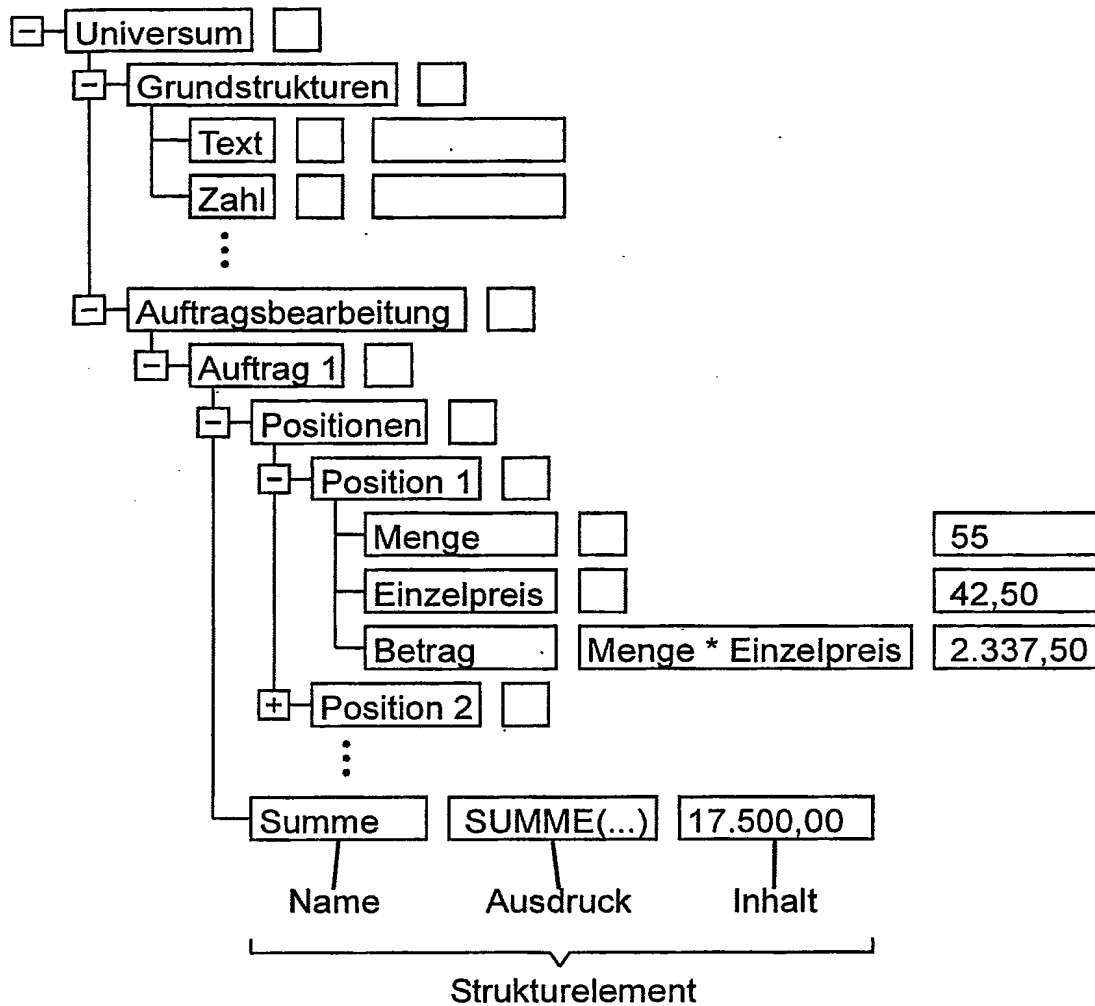 Universum
Grundstrukturen
Text
Zahl
Auftragsbearbeitung
Auftrag 1
Positionen
Position 1
Menge 55
Einzelpreis 42,50
Betrag Menge * Einzelpreis 2.337,50
Position 2
Summe SUMME(...) 17.500,00
Name Ausdruck Inhalt
Strukturelement